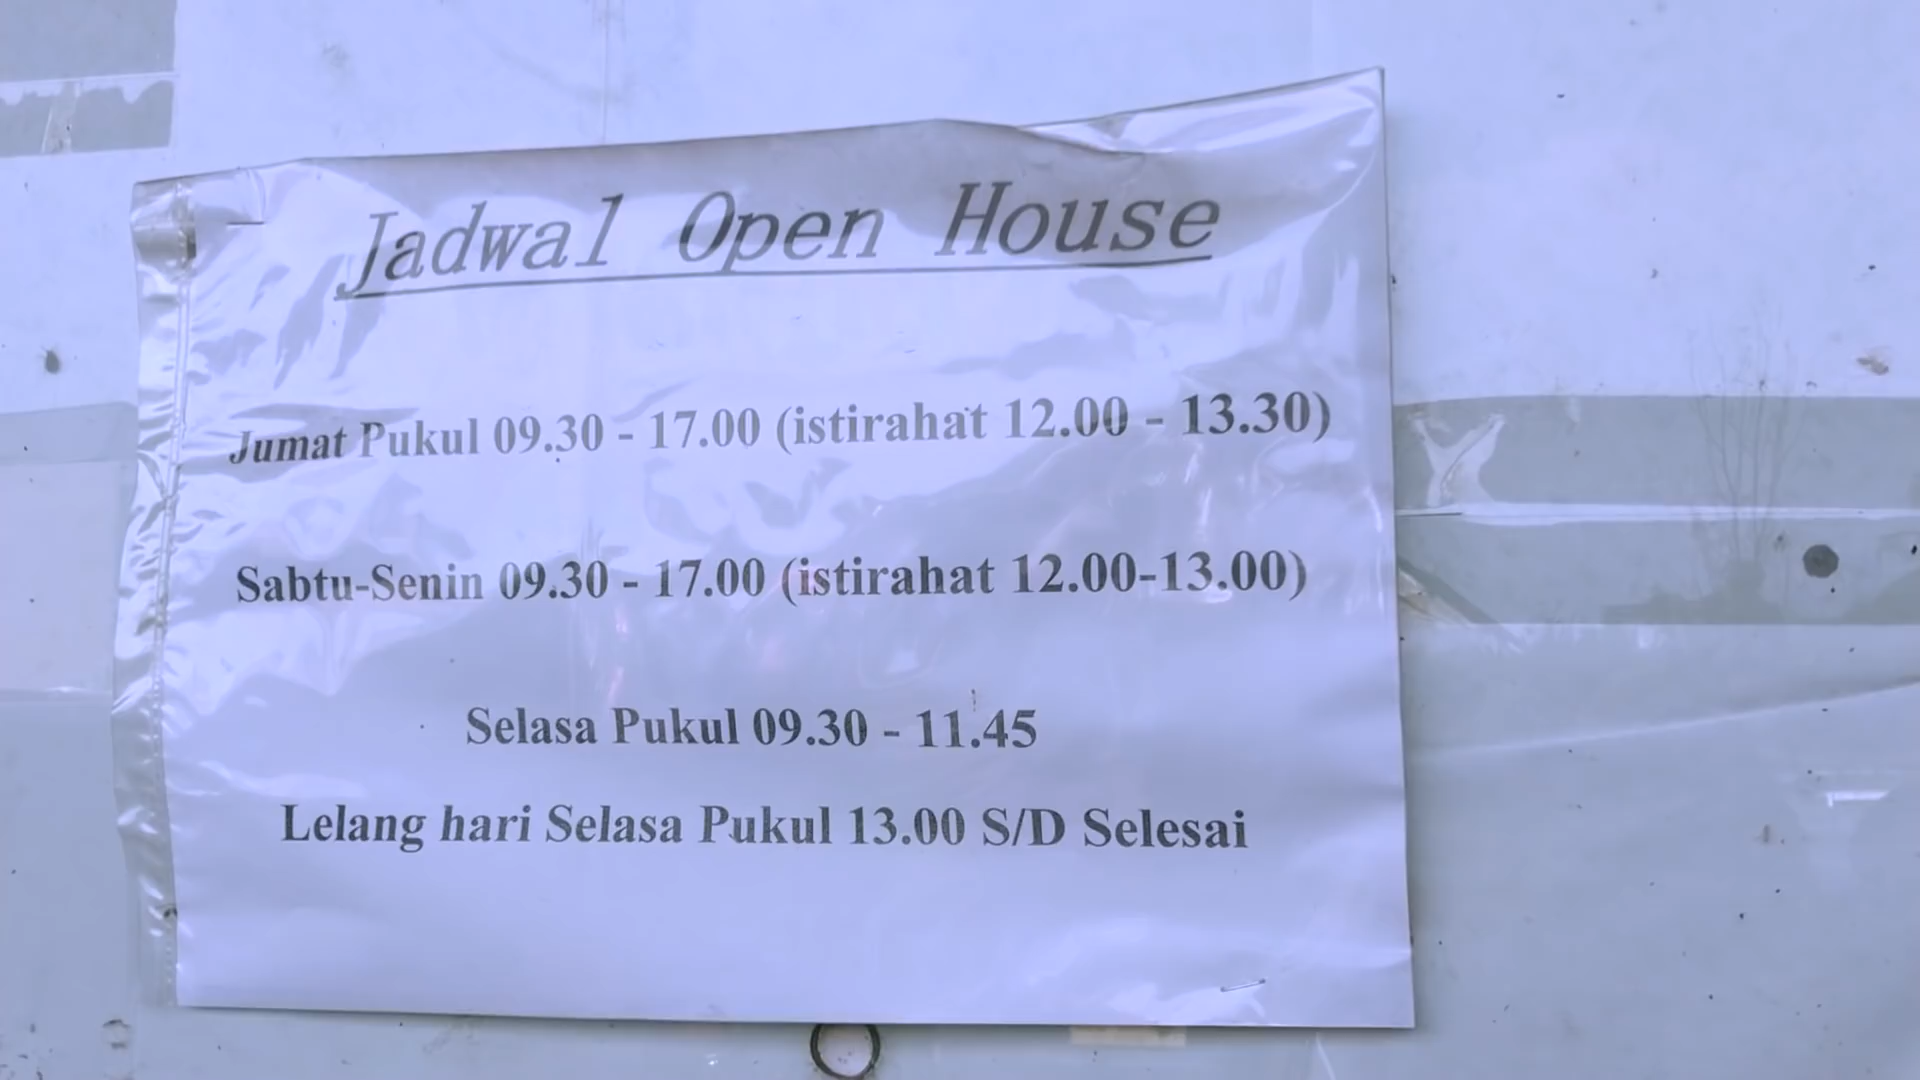 Jadwal Open House
Jumat Pukul 09.30 - 17.00 (istirahat 12.00 - 13.30)
Sabtu-Senin 09.30 - 17.00 (istirahat 12.00-13.00)
Selasa Pukul 09.30 - 11.45
Lelang hari Selasa Pukul 13.00 S/D Selesai